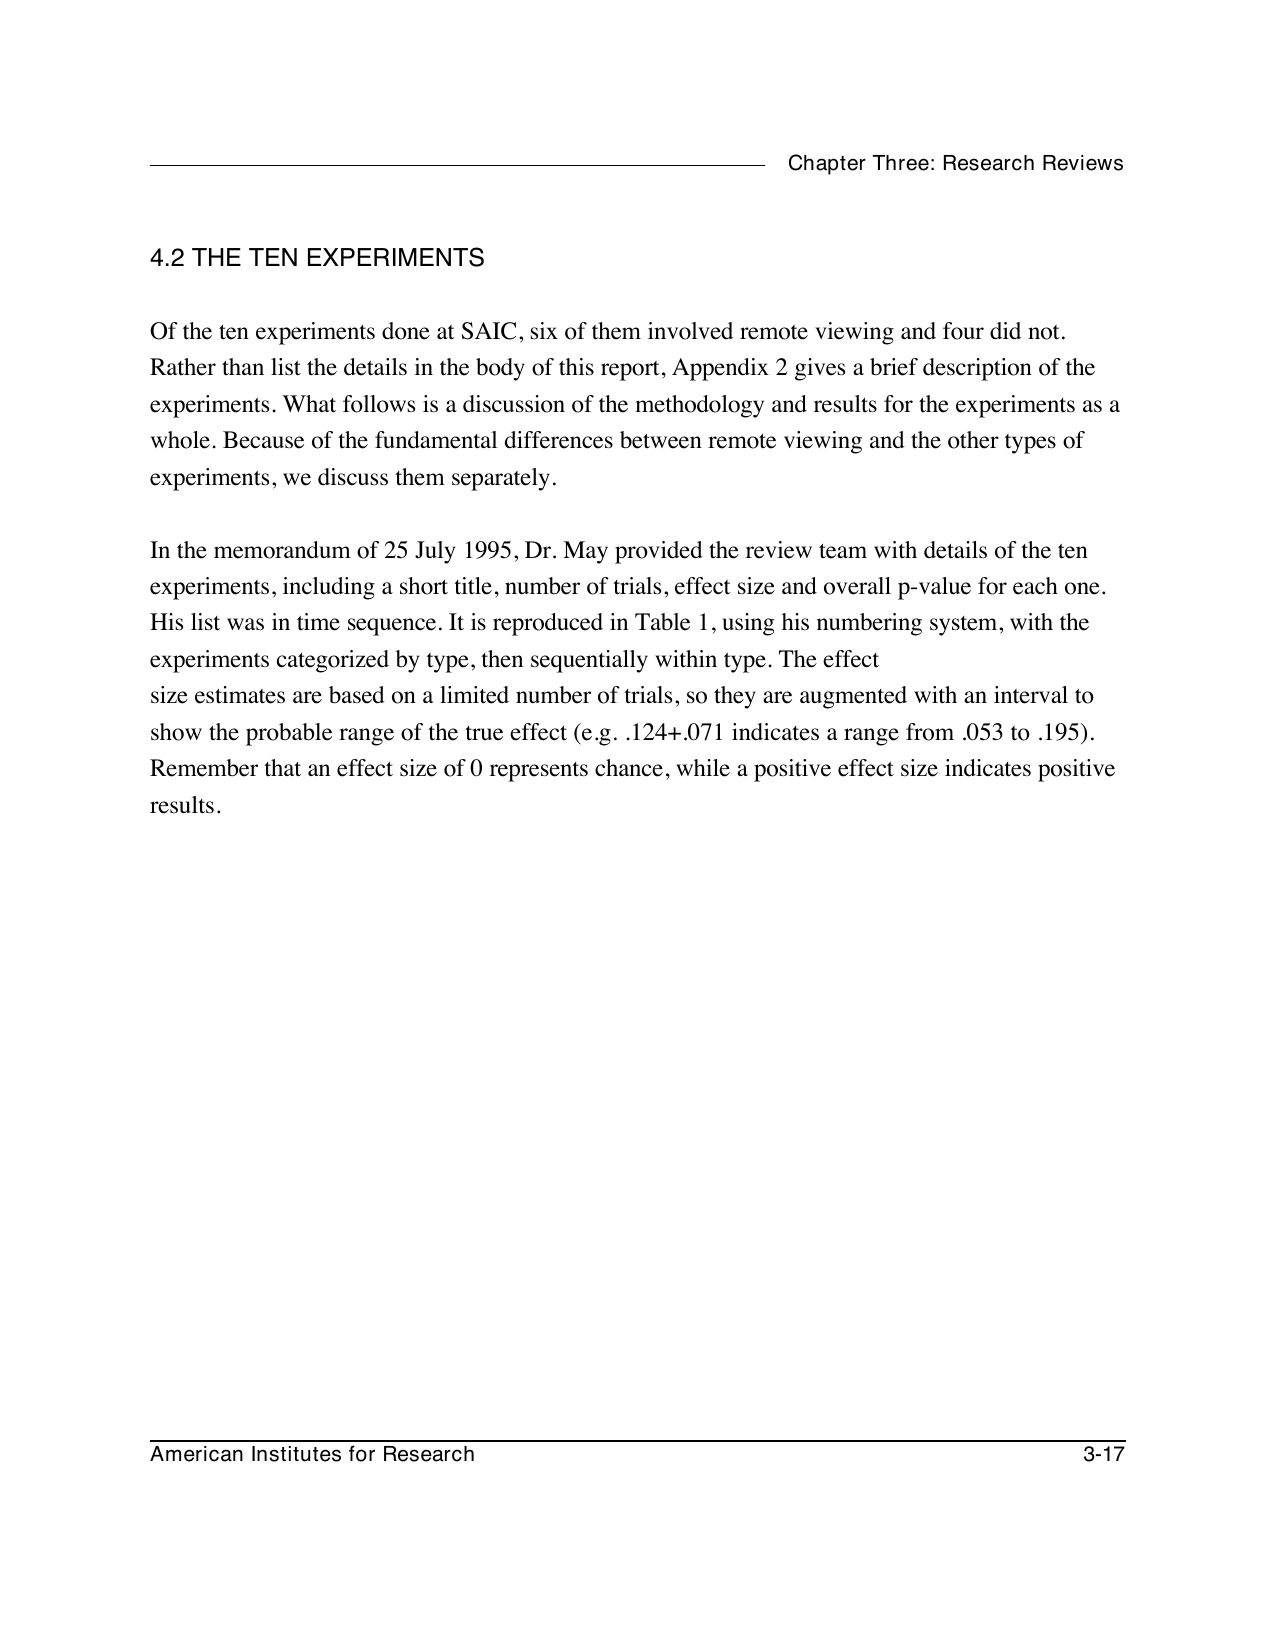 Chapter Three: Research Reviews
4.2 THE TEN EXPERIMENTS
Of the ten experiments done at SAIC, six of them involved remote viewing and four did not.
Rather than list the details in the body of this report, Appendix 2 gives a brief description of the
experiments. What follows is a discussion of the methodology and results for the experiments as a
whole. Because of the fundamental differences between remote viewing and the other types of
experiments, we discuss them separately.
In the memorandum of 25 July 1995, Dr. May provided the review team with details of the ten
experiments, including a short title, number of trials, effect size and overall p-value for each one.
His list was in time sequence. It is reproduced in Table 1, using his numbering system, with the
experiments categorized by type, then sequentially within type. The effect
size estimates are based on a limited number of trials, so they are augmented with an interval to
show the probable range of the true effect (e.g. .124+.071 indicates a range from .053 to .195).
Remember that an effect size of 0 represents chance, while a positive effect size indicates positive
results.
American Institutes for Research 3-17